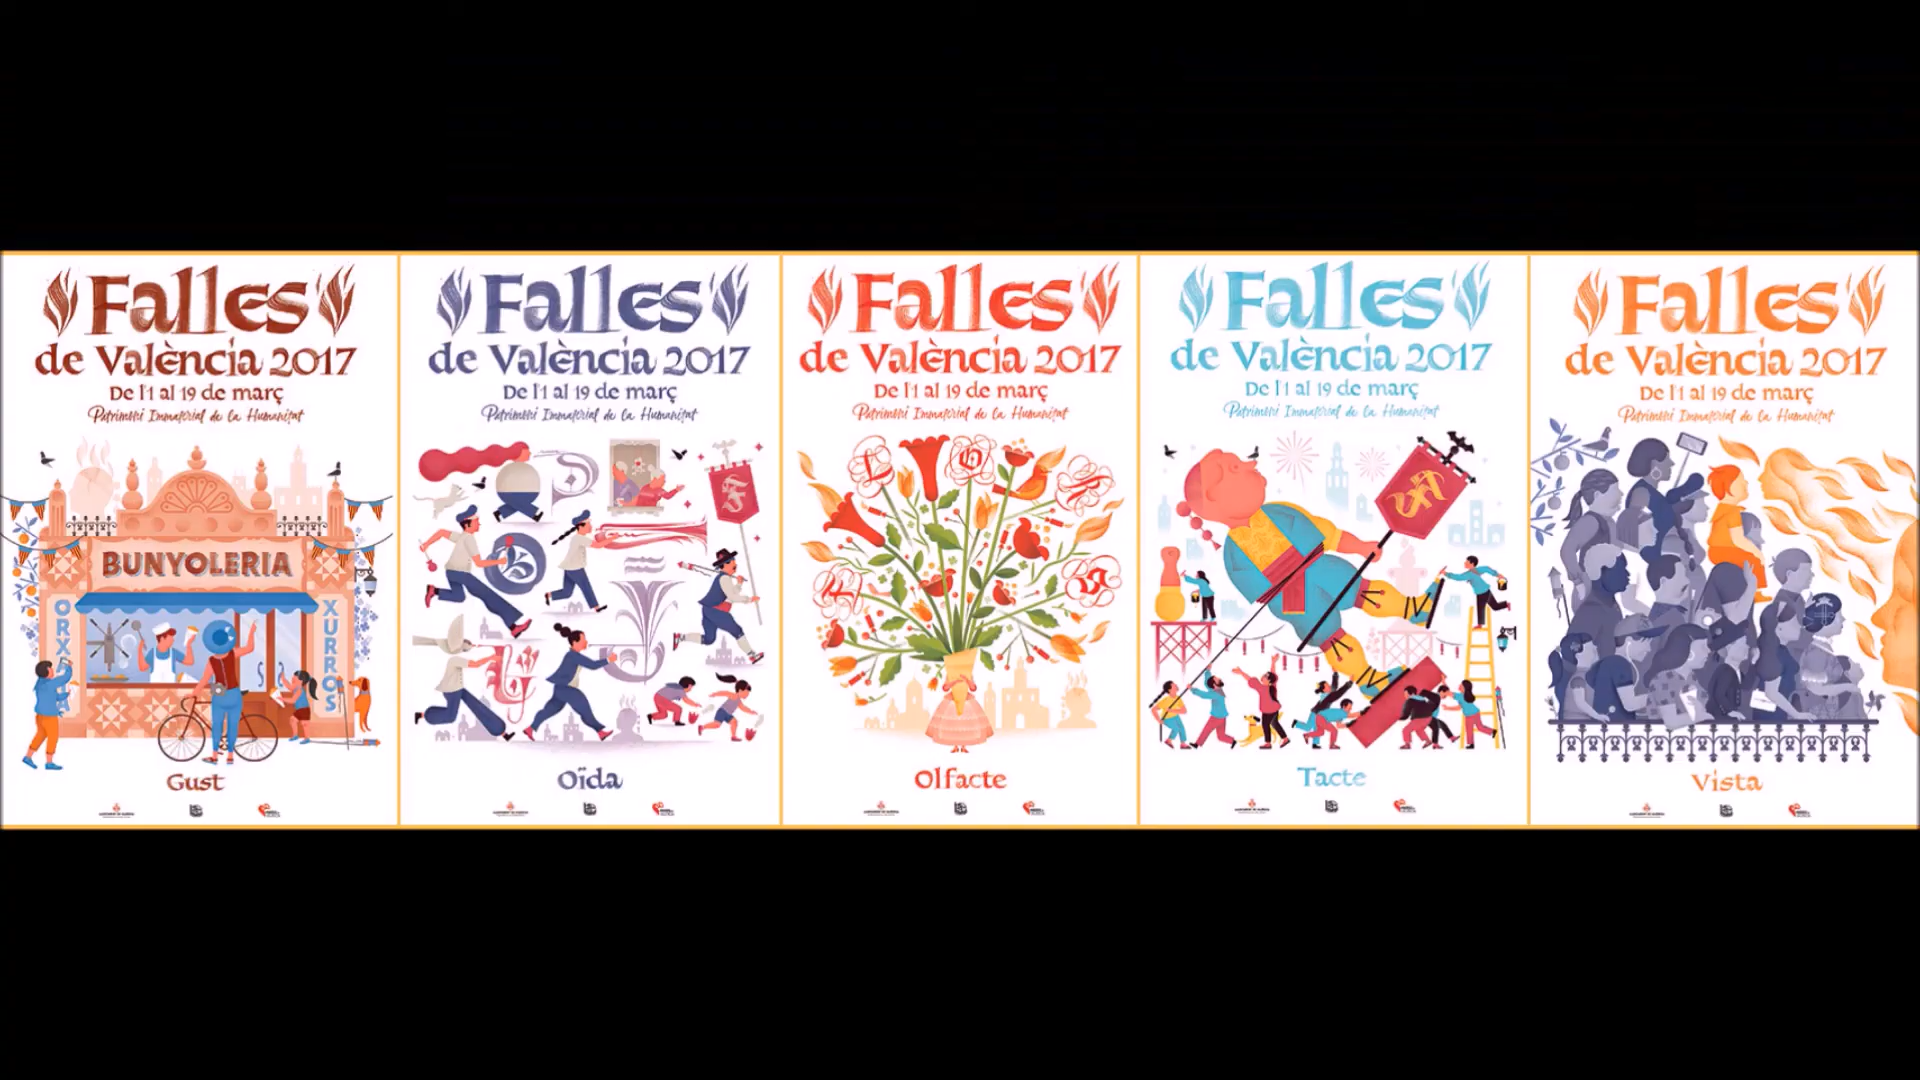 Falles
de València 2017
De l'1 al 19 de març
Patrimoni Immaterial de la Humanitat
BUNYOLERIA
ORXATA
XURROS
Gust
Falles
de València 2017
De l'1 al 19 de març
Patrimoni Immaterial de la Humanitat
F
Oïda
Falles
de València 2017
De l'1 al 19 de març
Patrimoni Immaterial de la Humanitat
Olfacte
Falles
de València 2017
De l'1 al 19 de març
Patrimoni Immaterial de la Humanitat
Tacte
Falles
de València 2017
De l'1 al 19 de març
Patrimoni Immaterial de la Humanitat
Vista